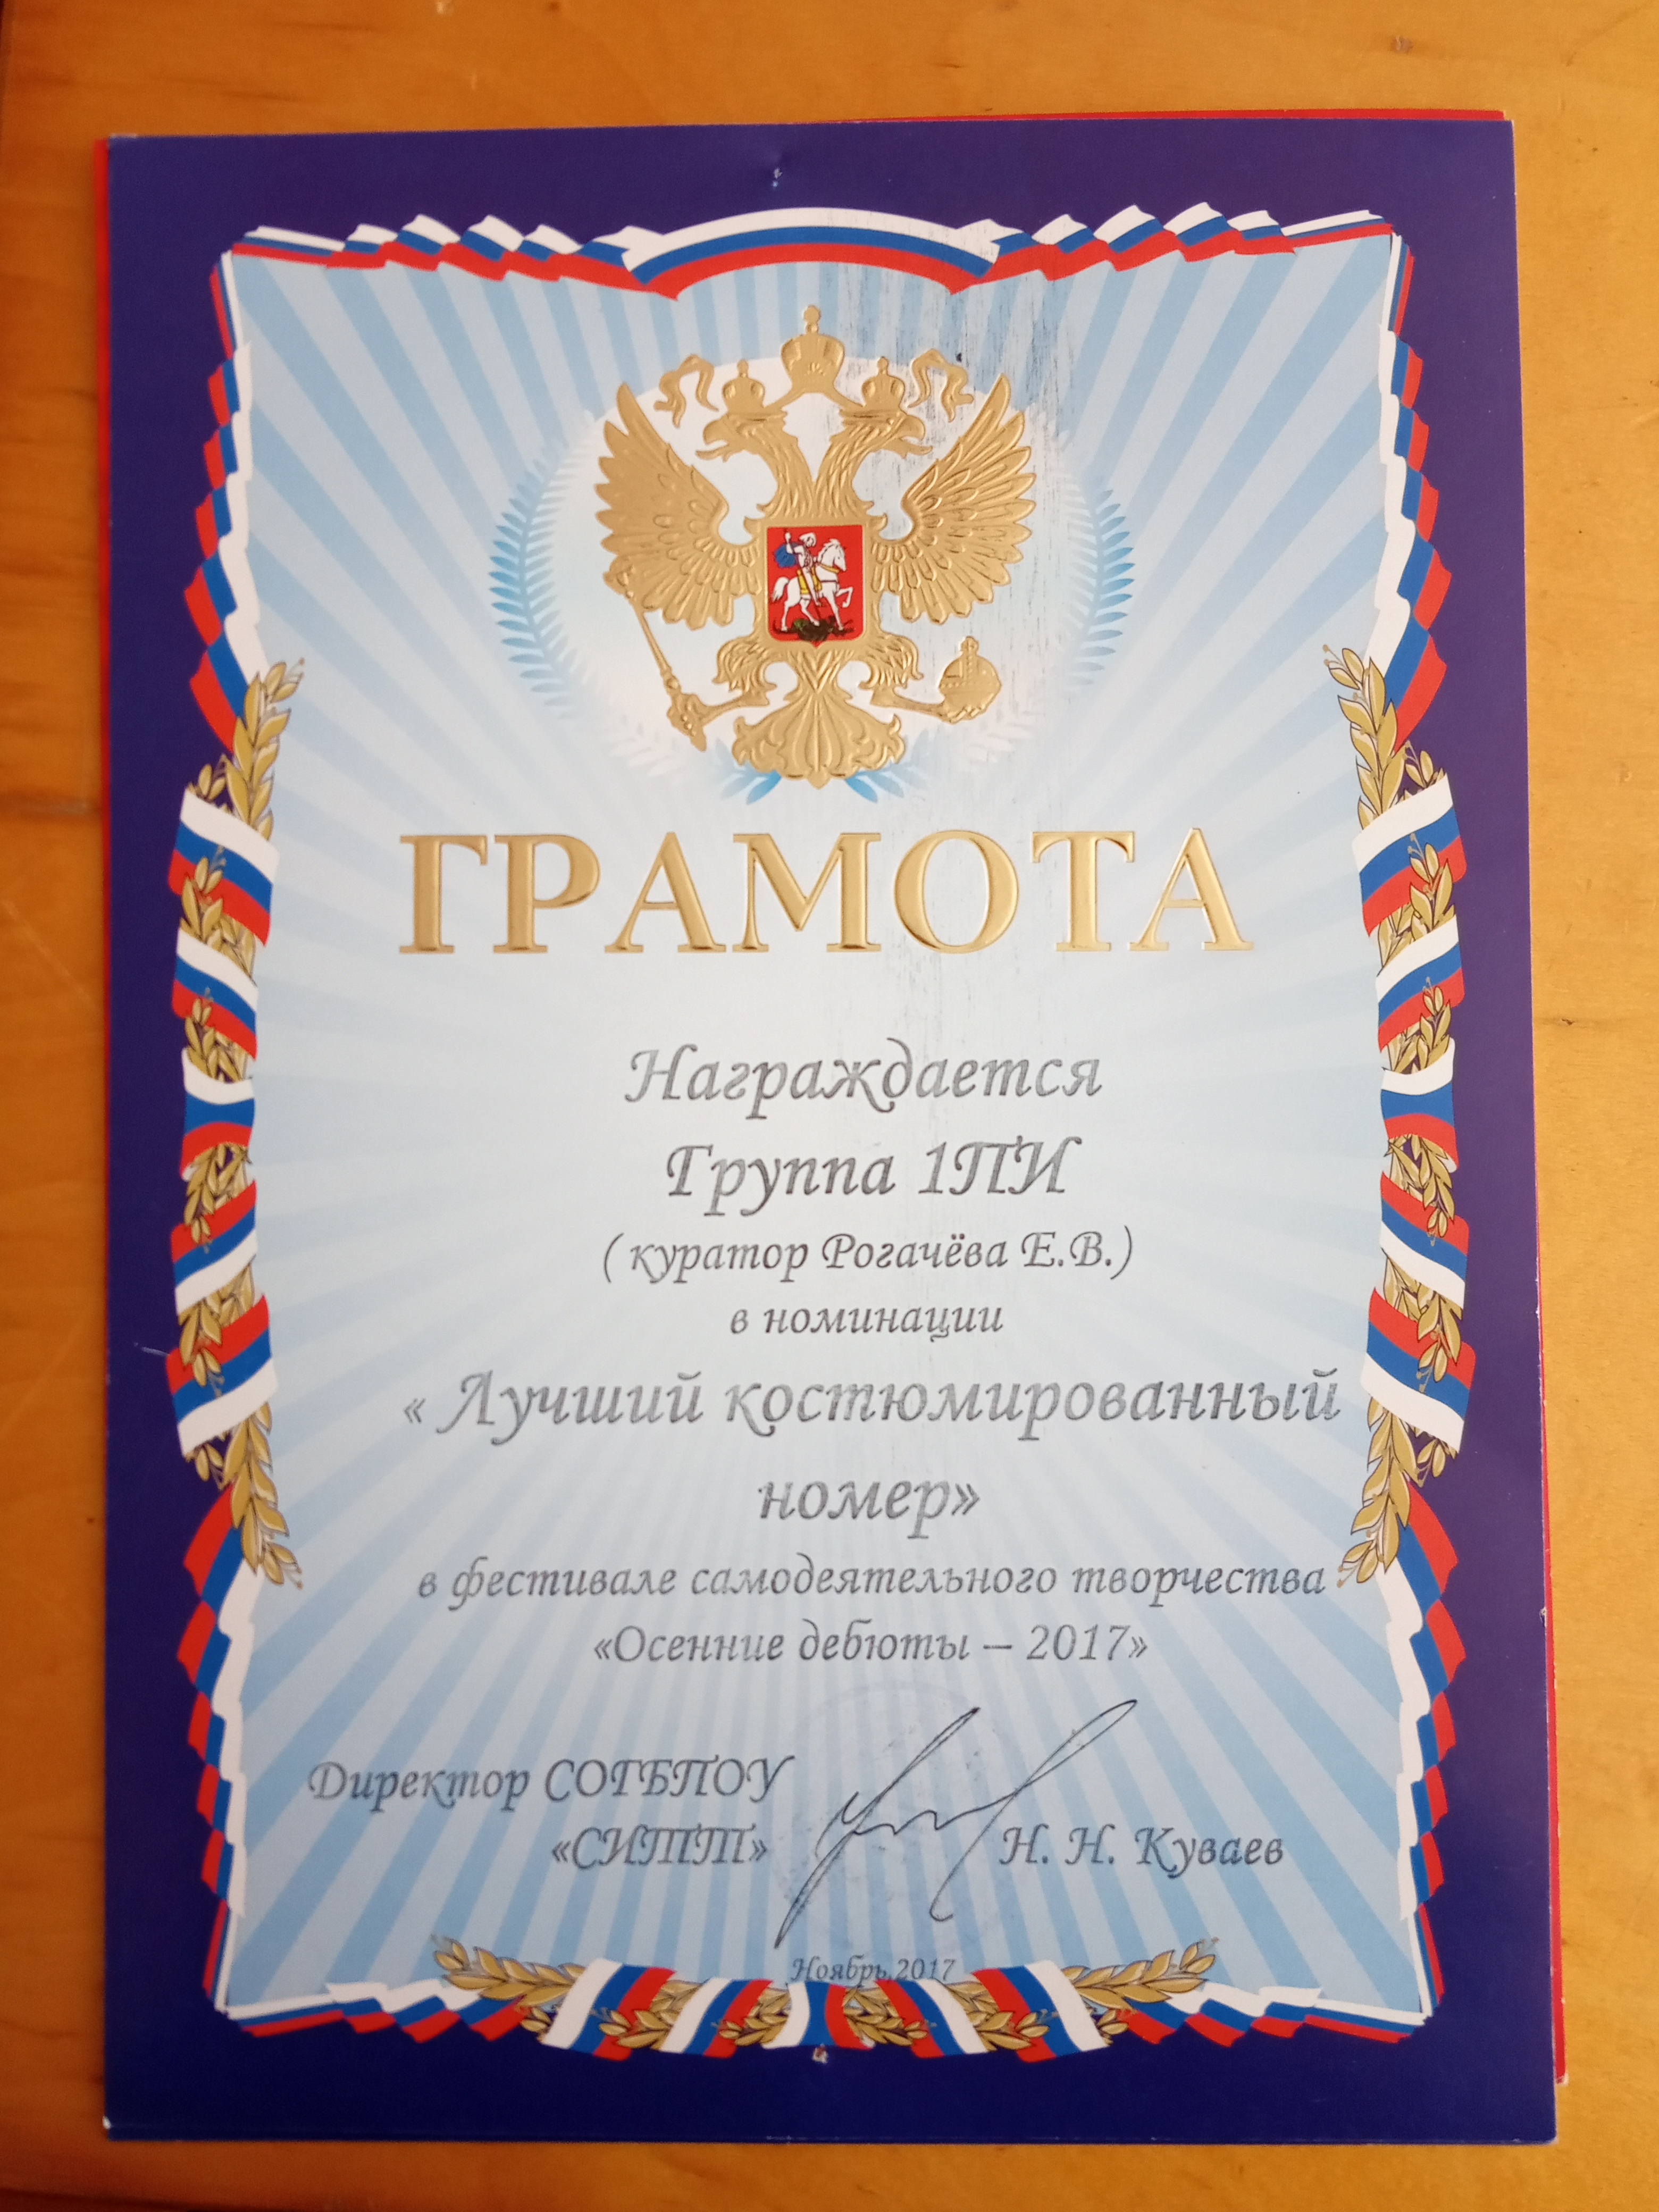 ГРАМОТА
Награждается
Группа 1ПИ
( куратор Рогачёва Е.В.)
в номинации
« Лучший костюмированный
номер»
в фестивале самодеятельного творчества
«Осенние дебюты – 2017»
Директор СОГБПОУ
«СИТТ»
Н. Н. Куваев
Ноябрь,2017